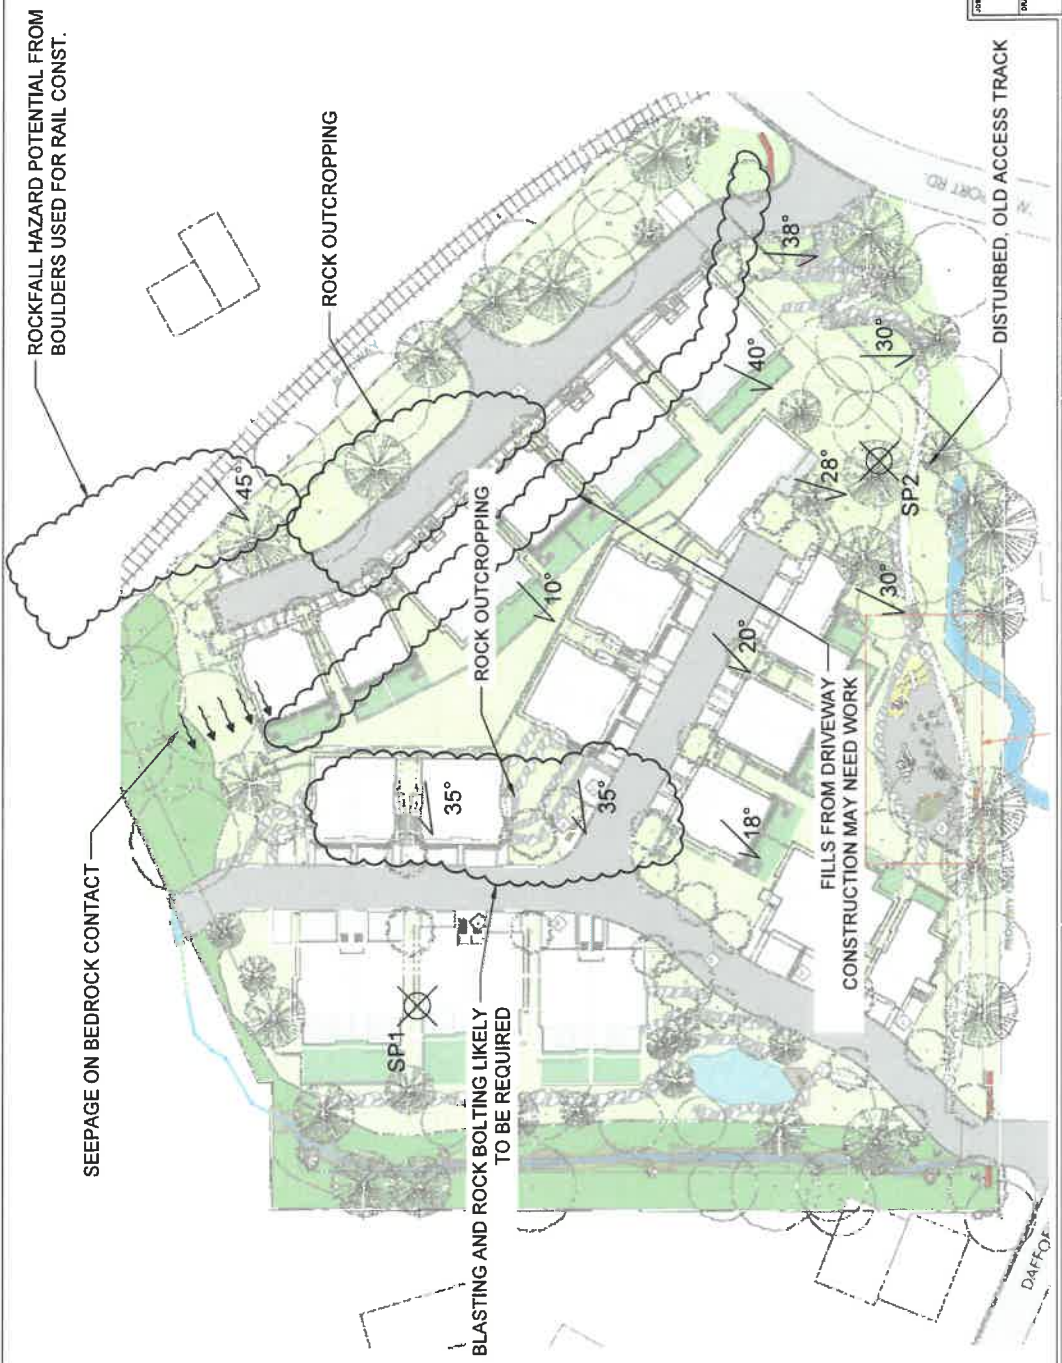 ROCKFALL HAZARD POTENTIAL FROM
BOULDERS USED FOR RAIL CONST.
ROCK OUTCROPPING
SEEPAGE ON BEDROCK CONTACT
45°
38°
40°
30°
28°
SP2
DISTURBED, OLD ACCESS TRACK
ROCK OUTCROPPING
10°
20°
30°
35°
35°
18°
SP1
BLASTING AND ROCK BOLTING LIKELY
TO BE REQUIRED
FILLS FROM DRIVEWAY
CONSTRUCTION MAY NEED WORK